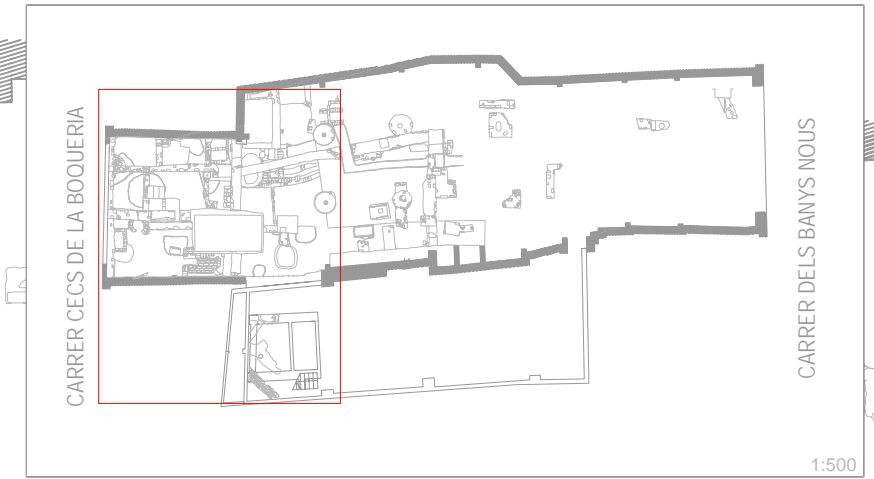 CARRER CECS DE LA BOQUERIA
CARRER DELS BANYS NOUS
1:500